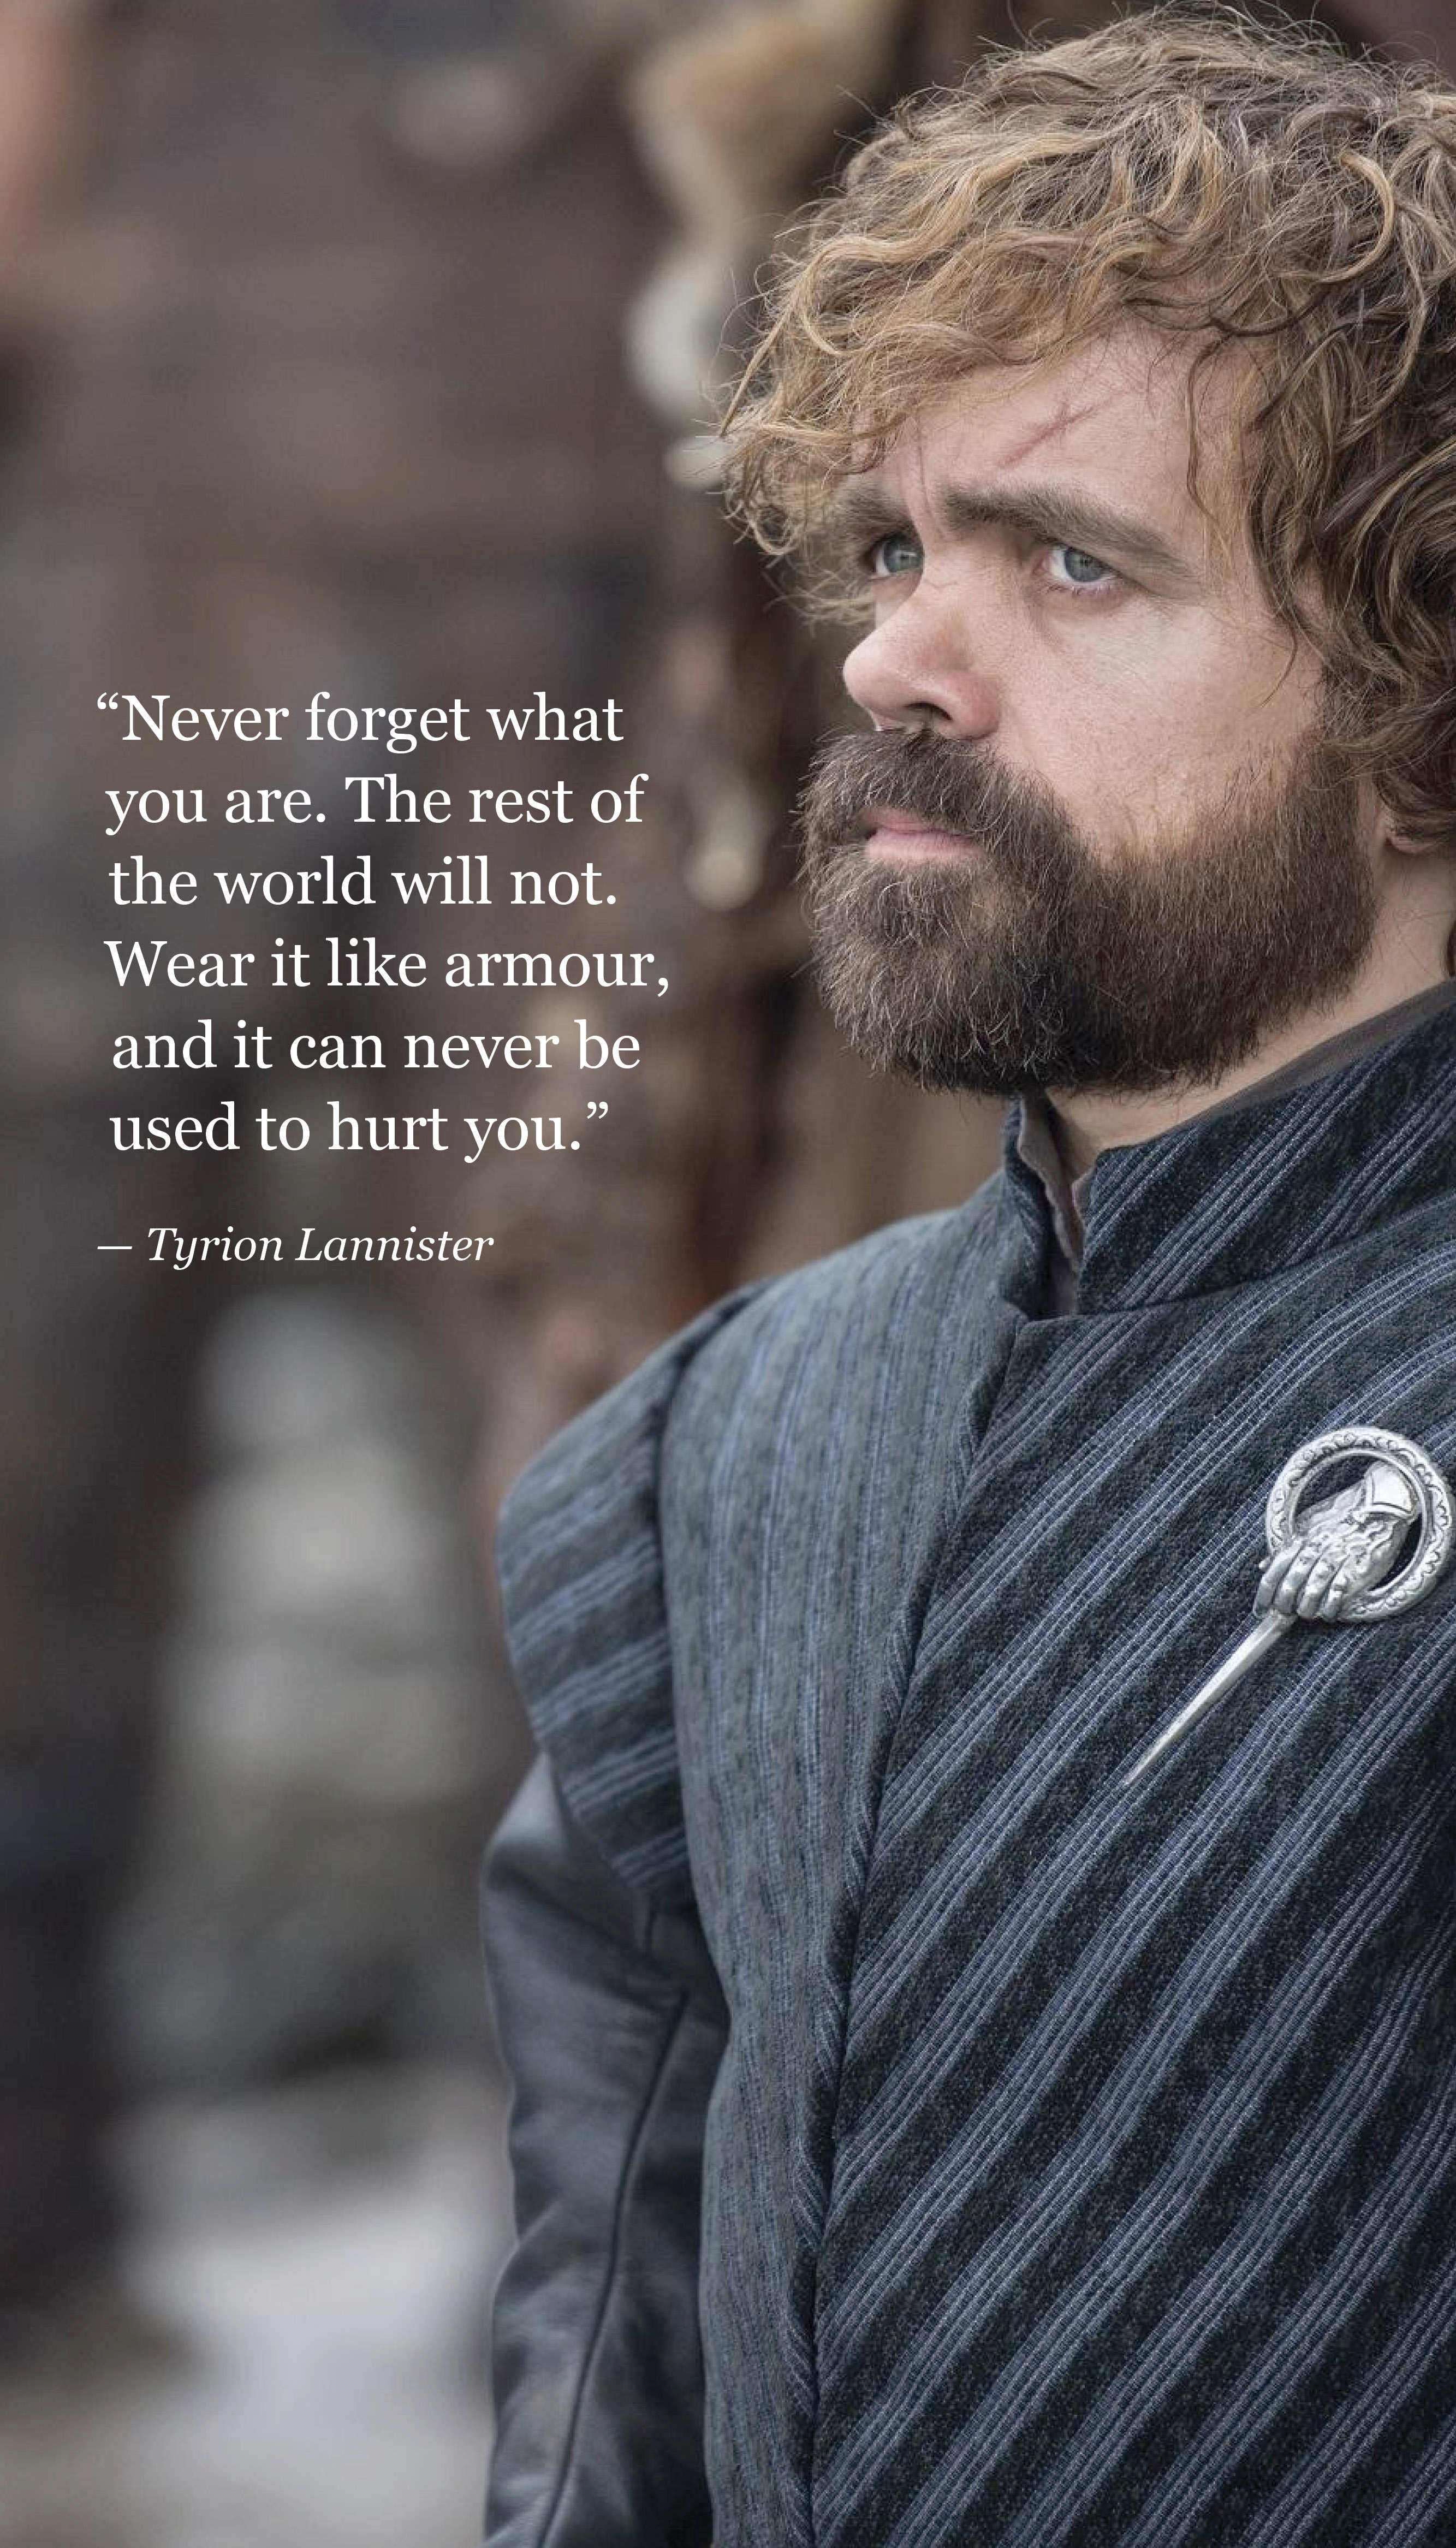 “Never forget what
you are. The rest of
the world will not.
Wear it like armour,
and it can never be
used to hurt you.”
— Tyrion Lannister